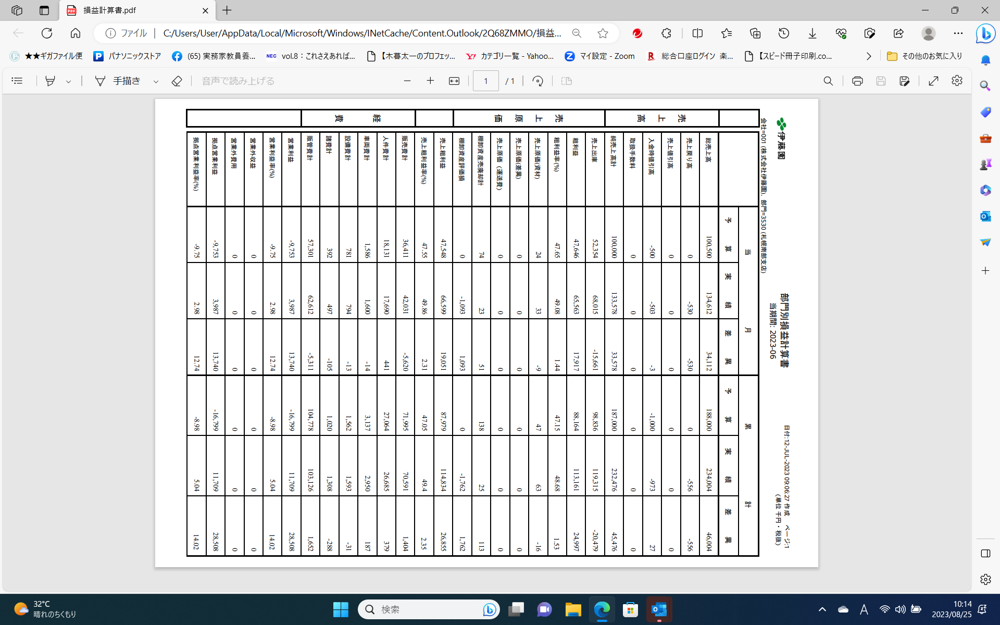 損益計算書.pdf
ファイル | C:/Users/User/AppData/Local/Microsoft/Windows/INetCache/Content.Outlook/2Q68ZMMO/損益...
★★ギガファイル便 パナソニックストア (65) 実務家教員養... NEC vol.8：これさえあれば... 【木暮太一のプロフェッ... カテゴリ一覧 - Yahoo... マイ設定 - Zoom R 総合口座ログイン 楽... 【スピード冊子印刷.co... その他のお気に入り
手描き 音声で読み上げる 1 / 1
伊藤園
部門別損益計算書
当期間: 2023-06
日付:12-JUL-2023 09:06:27 作成 ページ:1
(単位 千円・税抜)
会社=001 (株式会社伊藤園), 部門=3530 (札幌南部支店)
当 月 累 計
予 算 実 績 差 異 予 算 実 績 差 異
売 上 高
総売上高 100,500 134,612 34,112 188,000 234,004 46,004
売上戻り高 0 -530 -530 0 -556 -556
売上値引高 0 0 0 0 0 0
入金時値引高 -500 -503 -3 -1,000 -973 27
取扱手数料 0 0 0 0 0 0
純売上高計 100,000 133,578 33,578 187,000 232,476 45,476
売 上 原 価
売上出庫 52,354 68,015 -15,661 98,836 119,315 -20,479
粗利益 47,646 65,563 17,917 88,164 113,161 24,997
粗利益率(%) 47.65 49.08 1.44 47.15 48.68 1.53
売上原価(資材) 24 33 -9 47 63 -16
売上原価(差異) 0 0 0 0 0 0
売上原価（運送費） 0 0 0 0 0 0
棚卸資産売廃却計 74 23 51 138 25 113
棚卸資産評価損 0 -1,093 1,093 0 -1,762 1,762
売上粗利益 47,548 66,599 19,051 87,979 114,834 26,855
売上粗利益率(%) 47.55 49.86 2.31 47.05 49.4 2.35
経 費
販売費計 36,411 42,031 -5,620 71,995 70,591 1,404
人件費計 18,131 17,690 441 27,064 26,685 379
車両費計 1,586 1,600 -14 3,137 2,950 187
設備費計 781 794 -13 1,562 1,593 -31
諸費計 392 497 -105 1,020 1,308 -288
販管費計 57,301 62,612 -5,311 104,778 103,126 1,652
営業利益 -9,753 3,987 13,740 -16,799 11,709 28,508
営業利益率(%) -9.75 2.98 12.74 -8.98 5.04 14.02
営業外収益 0 0 0 0 0 0
営業外費用 0 0 0 0 0 0
拠点営業利益 -9,753 3,987 13,740 -16,799 11,709 28,508
拠点営業利益率(%) -9.75 2.98 12.74 -8.98 5.04 14.02
32°C
晴れのちくもり
検索
A
10:14
2023/08/25